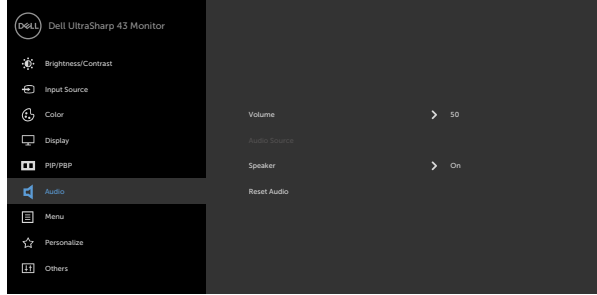 DELL Dell UltraSharp 43 Monitor
Brightness/Contrast
Input Source
Color
Volume 50
Display
Audio Source
PIP/PBP
Speaker On
Audio
Reset Audio
Menu
Personalize
Others